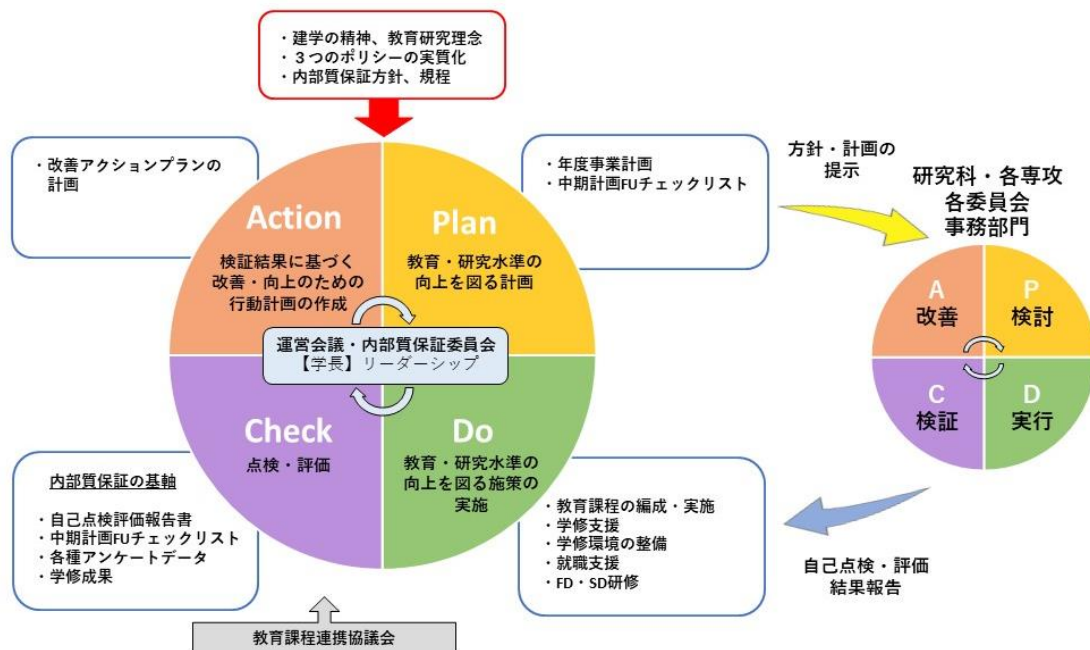 ・建学の精神、教育研究理念
・３つのポリシーの実質化
・内部質保証方針、規程
・改善アクションプランの
計画
・年度事業計画
・中期計画FUチェックリスト
方針・計画の
提示
研究科・各専攻
各委員会
事務部門
Action
検証結果に基づく
改善・向上のための
行動計画の作成
Plan
教育・研究水準の
向上を図る計画
運営会議・内部質保証委員会
【学長】リーダーシップ
A
改善
P
検討
C
検証
D
実行
Check
点検・評価
Do
教育・研究水準の
向上を図る施策の
実施
内部質保証の基軸
・自己点検評価報告書
・中期計画FUチェックリスト
・各種アンケートデータ
・学修成果
・教育課程の編成・実施
・学修支援
・学修環境の整備
・就職支援
・FD・SD研修
自己点検・評価
結果報告
教育課程連携協議会